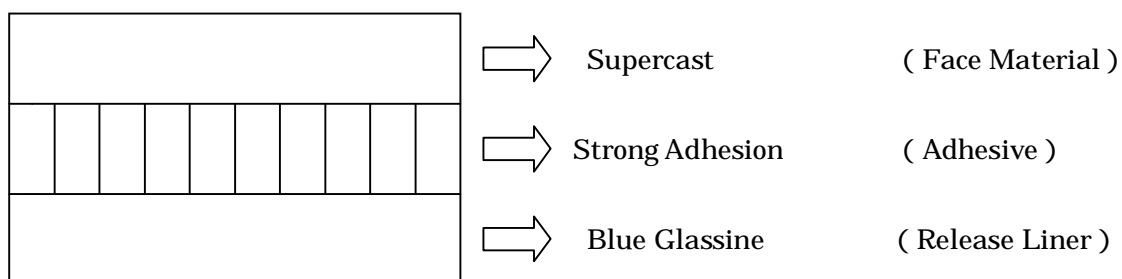 Supercast ( Face Material )
Strong Adhesion ( Adhesive )
Blue Glassine ( Release Liner )